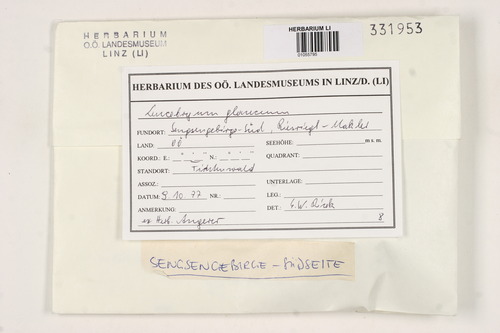 HERBARIUM
O.Ö. LANDESMUSEUM
LINZ (LI)
HERBARIUM LI
331953
HERBARIUM DES OÖ. LANDESMUSEUMS IN LINZ/D. (LI)
Leucobryum glaucum
FUNDORT: Sengsengebirge-Süd,
LAND: OÖ SEEHÖHE: m s. m.
KOORD.: E.: N.: QUADRANT:
STANDORT: Fichtenwald
ASSOZ.: UNTERLAGE:
DATUM: 9.10.77 NR.: LEG.:
ANMERKUNG: DET.: G.W. Ricek
ex Herb. Angerer 8
SENGSENGEBIRGE - SÜDSEITE